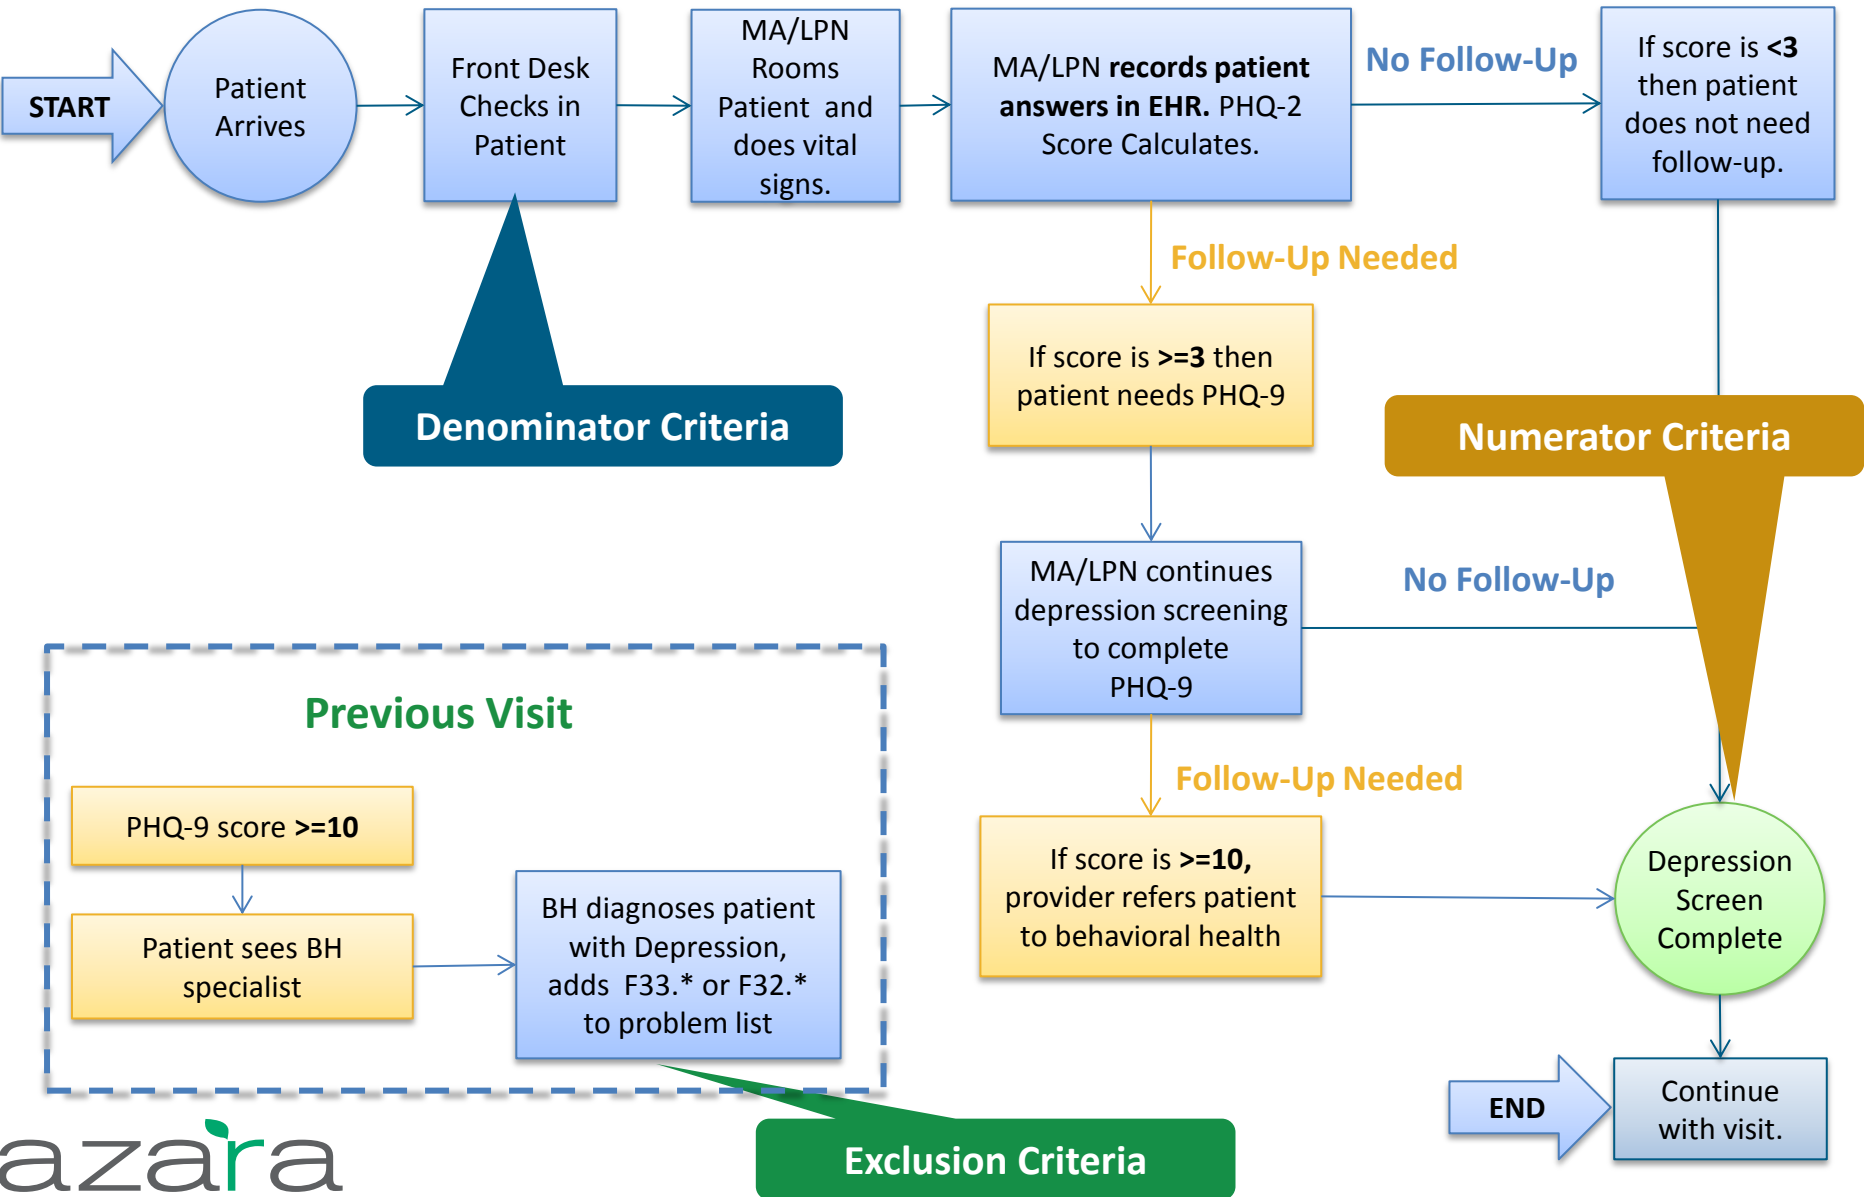 START
Patient
Arrives
Front Desk
Checks in
Patient
MA/LPN
Rooms
Patient and
does vital
signs.
MA/LPN records patient
answers in EHR. PHQ-2
Score Calculates.
No Follow-Up
If score is <3
then patient
does not need
follow-up.
Follow-Up Needed
If score is >=3 then
patient needs PHQ-9
Denominator Criteria
Numerator Criteria
MA/LPN continues
depression screening
to complete
PHQ-9
No Follow-Up
Follow-Up Needed
If score is >=10,
provider refers patient
to behavioral health
Depression
Screen
Complete
Previous Visit
PHQ-9 score >=10
Patient sees BH
specialist
BH diagnoses patient
with Depression,
adds F33.* or F32.*
to problem list
Exclusion Criteria
END
Continue
with visit.
azara